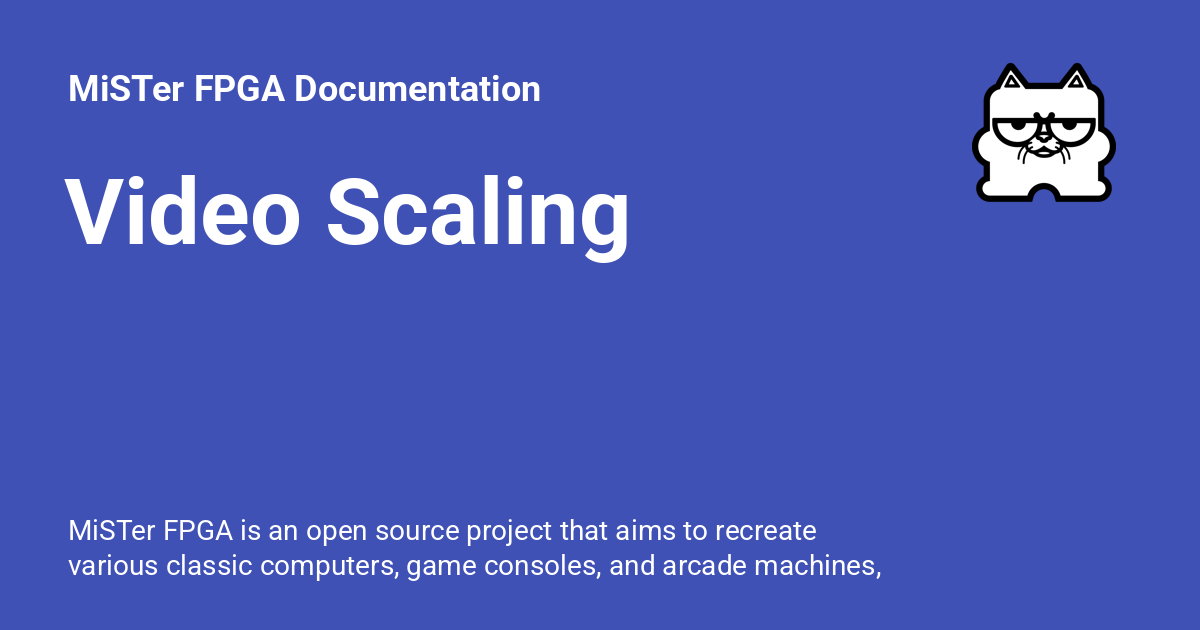 MiSTer FPGA Documentation
Video Scaling
MiSTer FPGA is an open source project that aims to recreate
various classic computers, game consoles, and arcade machines,